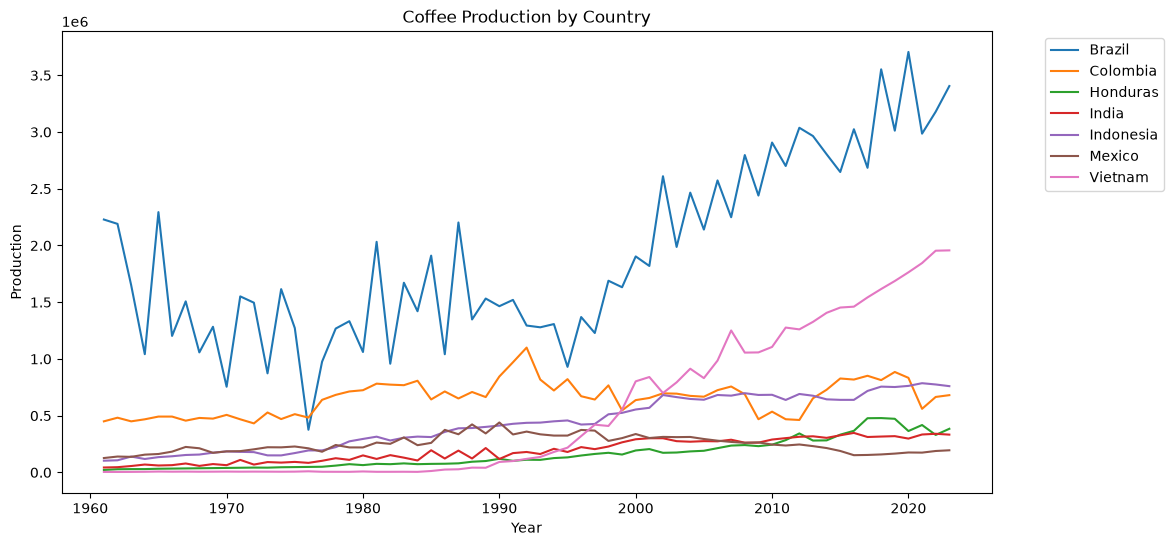 Coffee Production by Country
1e6
3.5
3.0
2.5
2.0
1.5
1.0
0.5
0.0
Production
1960
1970
1980
1990
2000
2010
2020
Year
Brazil
Colombia
Honduras
India
Indonesia
Mexico
Vietnam